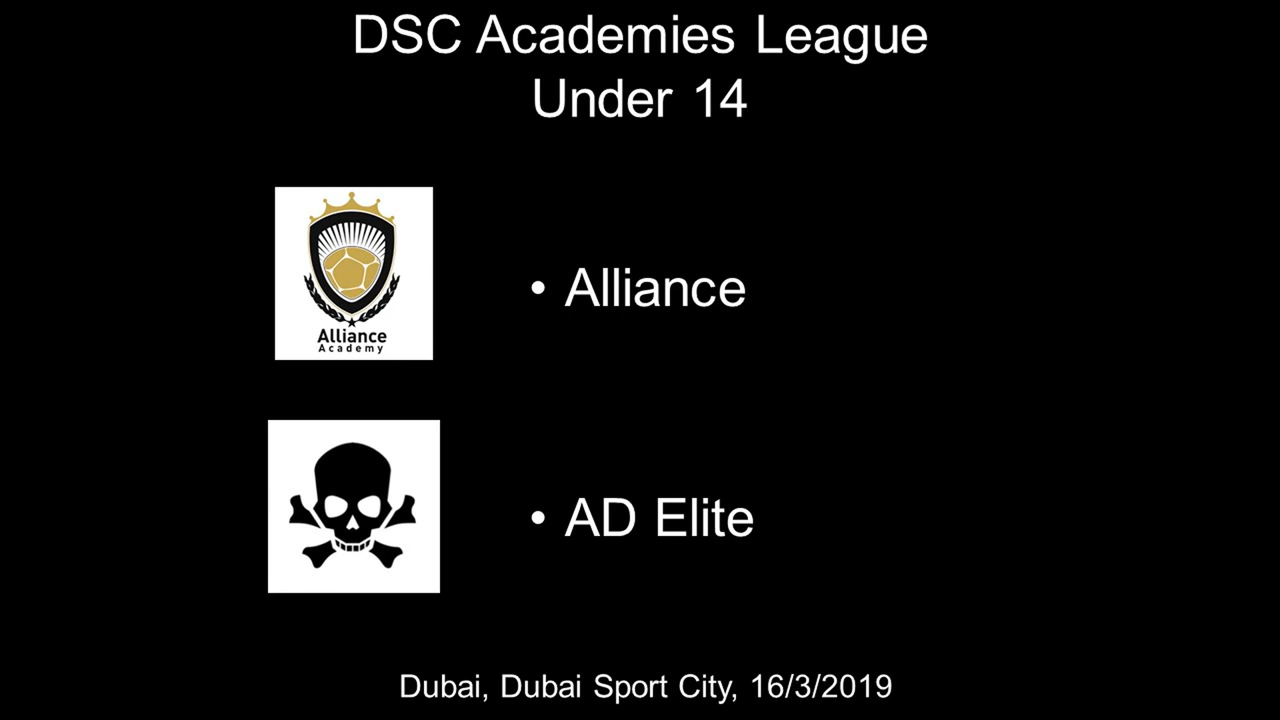 DSC Academies League
Under 14
Alliance
Academy
• Alliance
• AD Elite
Dubai, Dubai Sport City, 16/3/2019